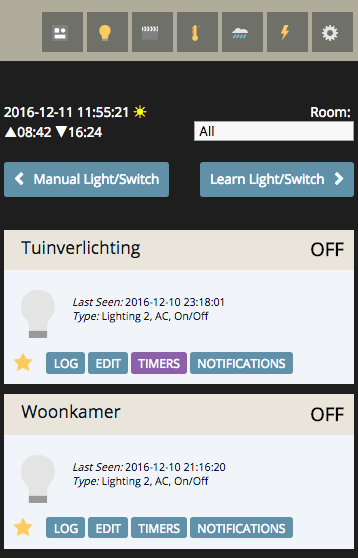 2016-12-11 11:55:21
Room:
▲08:42 ▼16:24
All
Manual Light/Switch
Learn Light/Switch
Tuinverlichting
OFF
Last Seen: 2016-12-10 23:18:01
Type: Lighting 2, AC, On/Off
LOG EDIT TIMERS NOTIFICATIONS
Woonkamer
OFF
Last Seen: 2016-12-10 21:16:20
Type: Lighting 2, AC, On/Off
LOG EDIT TIMERS NOTIFICATIONS